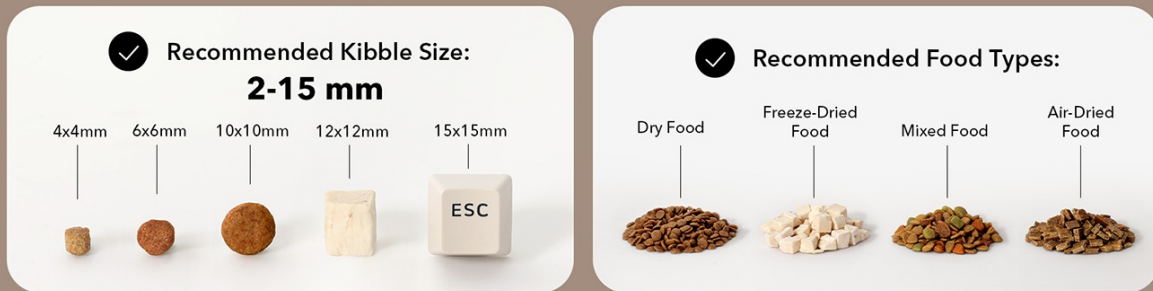 Recommended Kibble Size:
2-15 mm
4x4mm
6x6mm
10x10mm
12x12mm
15x15mm
ESC
Recommended Food Types:
Dry Food
Freeze-Dried
Food
Mixed Food
Air-Dried
Food